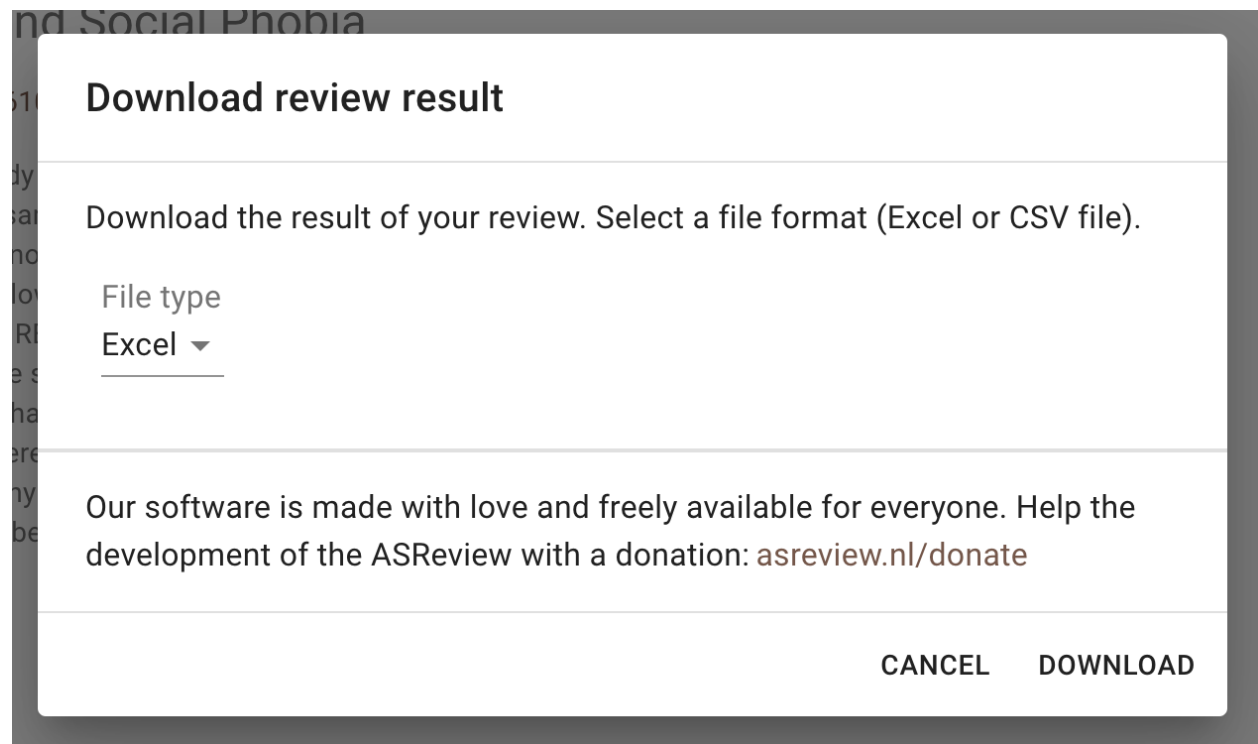 nd Social Phobia
Download review result
Download the result of your review. Select a file format (Excel or CSV file).
File type
Excel
Our software is made with love and freely available for everyone. Help the
development of the ASReview with a donation: asreview.nl/donate
CANCEL DOWNLOAD